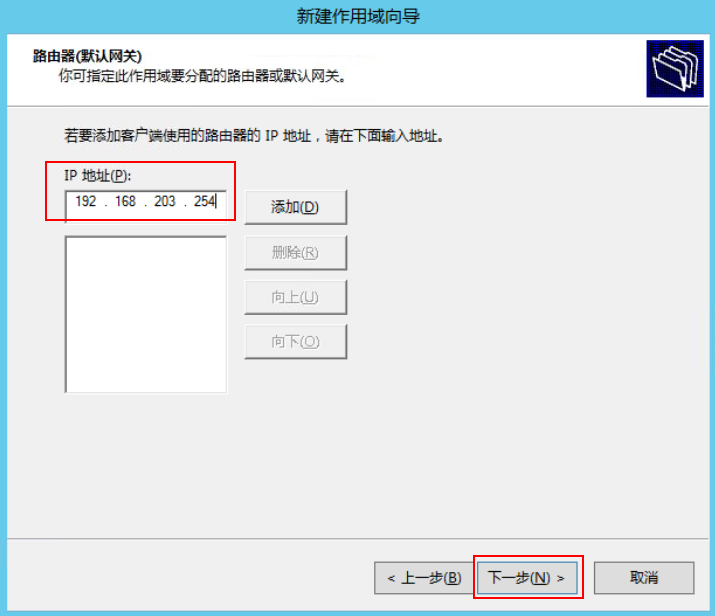 新建作用域向导
路由器(默认网关)
你可指定此作用域要分配的路由器或默认网关。
若要添加客户端使用的路由器的 IP 地址，请在下面输入地址。
IP 地址(P):
192 . 168 . 203 . 254
添加(D)
删除(R)
向上(U)
向下(O)
< 上一步(B)
下一步(N) >
取消